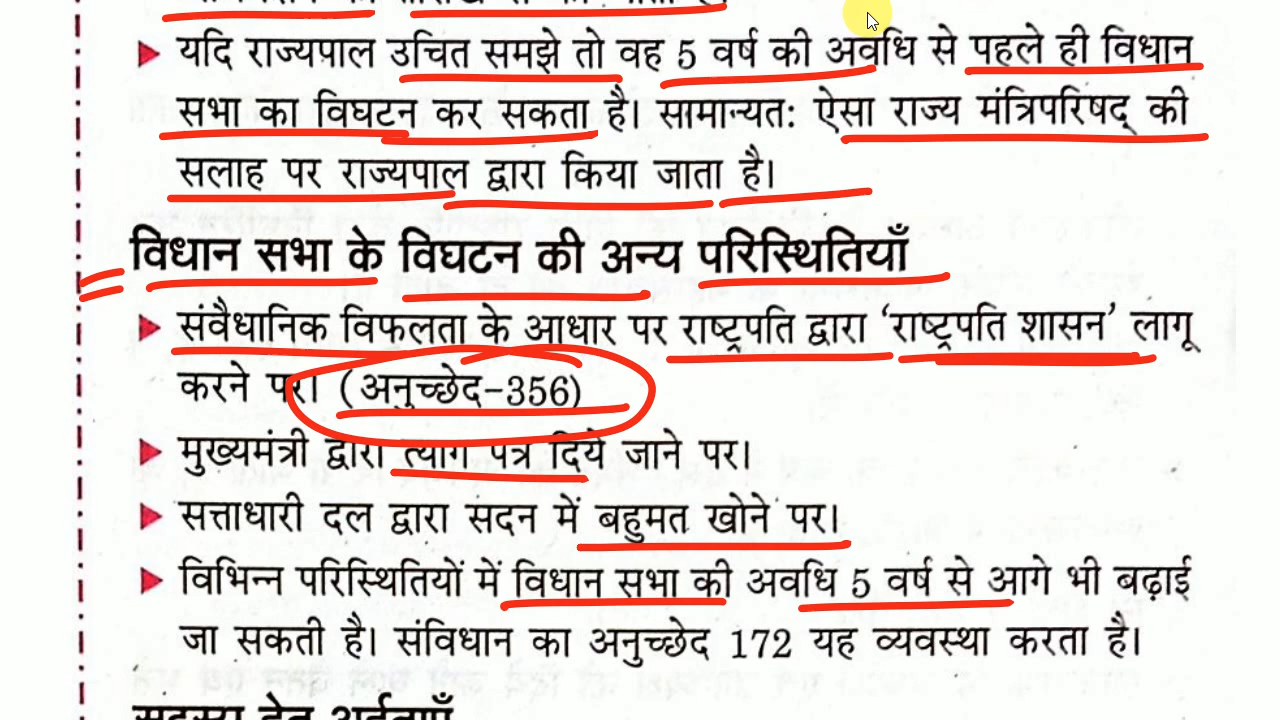 यदि राज्यपाल उचित समझे तो वह 5 वर्ष की अवधि से पहले ही विधान
सभा का विघटन कर सकता है। सामान्यत: ऐसा राज्य मंत्रिपरिषद् की
सलाह पर राज्यपाल द्वारा किया जाता है।
विधान सभा के विघटन की अन्य परिस्थितियाँ
संवैधानिक विफलता के आधार पर राष्ट्रपति द्वारा ‘राष्ट्रपति शासन’ लागू
करने पर। (अनुच्छेद-356)
मुख्यमंत्री द्वारा त्याग पत्र दिये जाने पर।
सत्ताधारी दल द्वारा सदन में बहुमत खोने पर।
विभिन्न परिस्थितियों में विधान सभा की अवधि 5 वर्ष से आगे भी बढ़ाई
जा सकती है। संविधान का अनुच्छेद 172 यह व्यवस्था करता है।